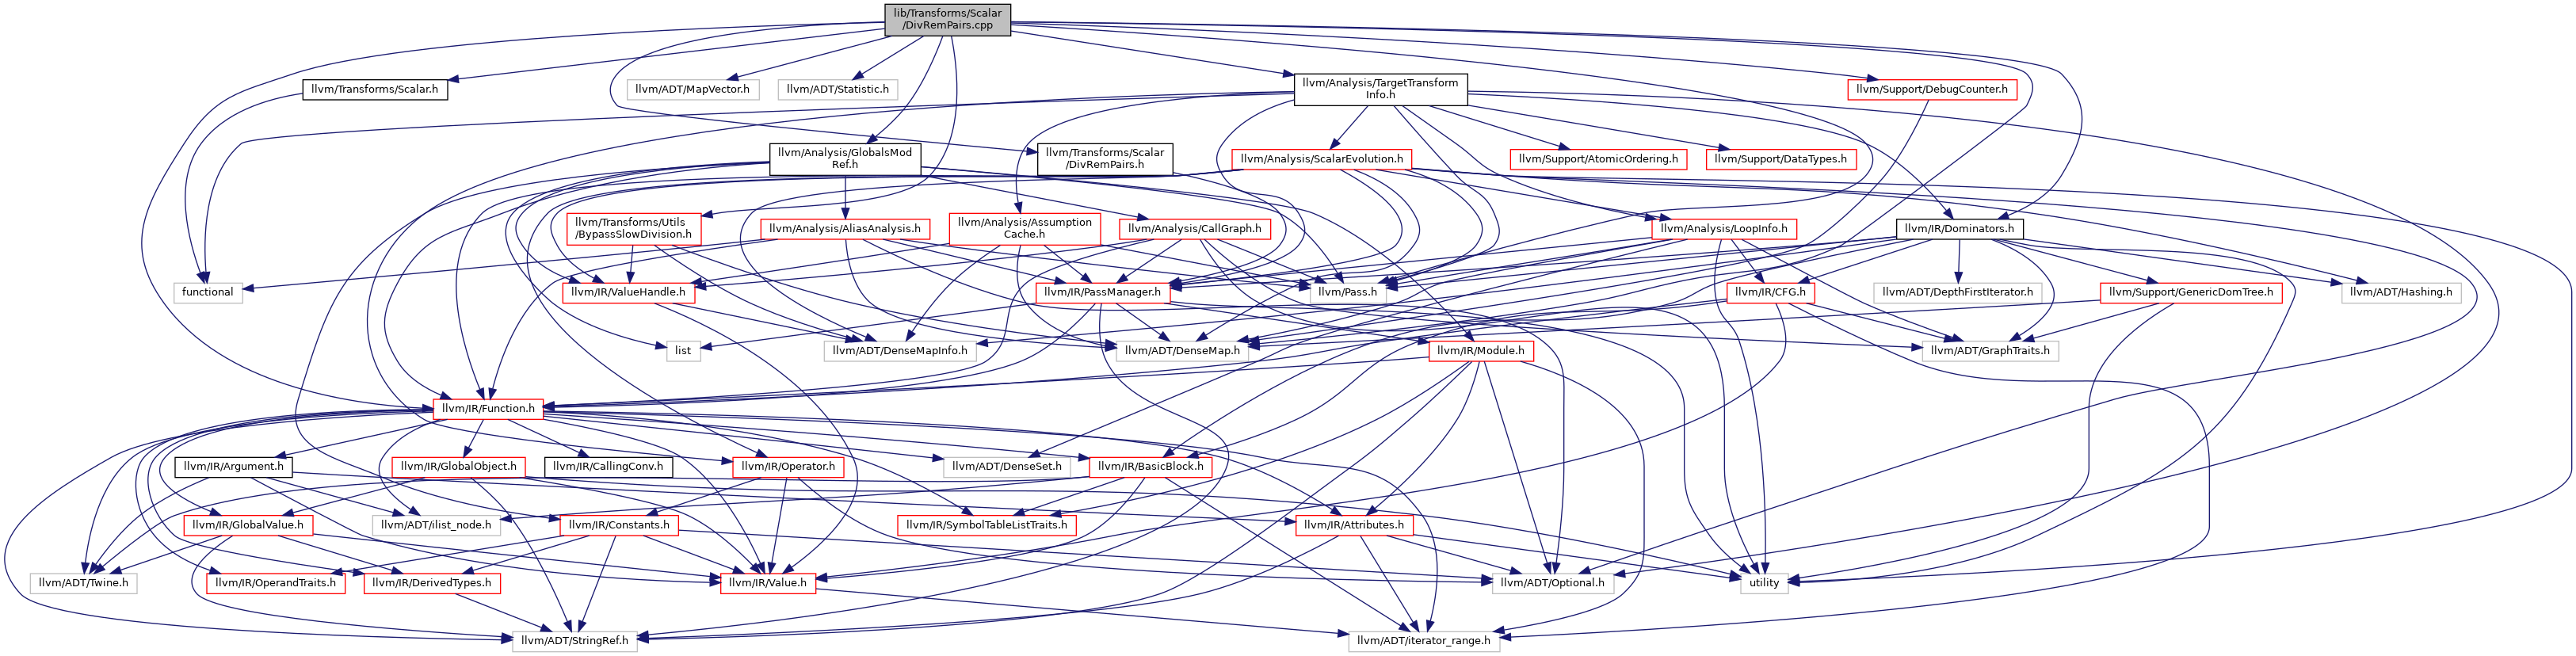 lib/Transforms/Scalar
/DivRemPairs.cpp
llvm/Transforms/Scalar.h
llvm/ADT/MapVector.h
llvm/ADT/Statistic.h
llvm/Analysis/TargetTransform
Info.h
llvm/Support/DebugCounter.h
llvm/Analysis/GlobalsMod
Ref.h
llvm/Transforms/Scalar
/DivRemPairs.h
llvm/Analysis/ScalarEvolution.h
llvm/Support/AtomicOrdering.h
llvm/Support/DataTypes.h
llvm/Transforms/Utils
/BypassSlowDivision.h
llvm/Analysis/AliasAnalysis.h
llvm/Analysis/Assumption
Cache.h
llvm/Analysis/CallGraph.h
llvm/Analysis/LoopInfo.h
llvm/IR/Dominators.h
functional
llvm/IR/ValueHandle.h
llvm/IR/PassManager.h
llvm/Pass.h
llvm/IR/CFG.h
llvm/ADT/DepthFirstIterator.h
llvm/Support/GenericDomTree.h
llvm/ADT/Hashing.h
list
llvm/ADT/DenseMapInfo.h
llvm/ADT/DenseMap.h
llvm/IR/Module.h
llvm/ADT/GraphTraits.h
llvm/IR/Function.h
llvm/IR/Argument.h
llvm/IR/GlobalObject.h
llvm/IR/CallingConv.h
llvm/IR/Operator.h
llvm/ADT/DenseSet.h
llvm/IR/BasicBlock.h
llvm/IR/GlobalValue.h
llvm/ADT/ilist_node.h
llvm/IR/Constants.h
llvm/IR/SymbolTableListTraits.h
llvm/IR/Attributes.h
llvm/ADT/Twine.h
llvm/IR/OperandTraits.h
llvm/IR/DerivedTypes.h
llvm/IR/Value.h
llvm/ADT/Optional.h
utility
llvm/ADT/StringRef.h
llvm/ADT/iterator_range.h